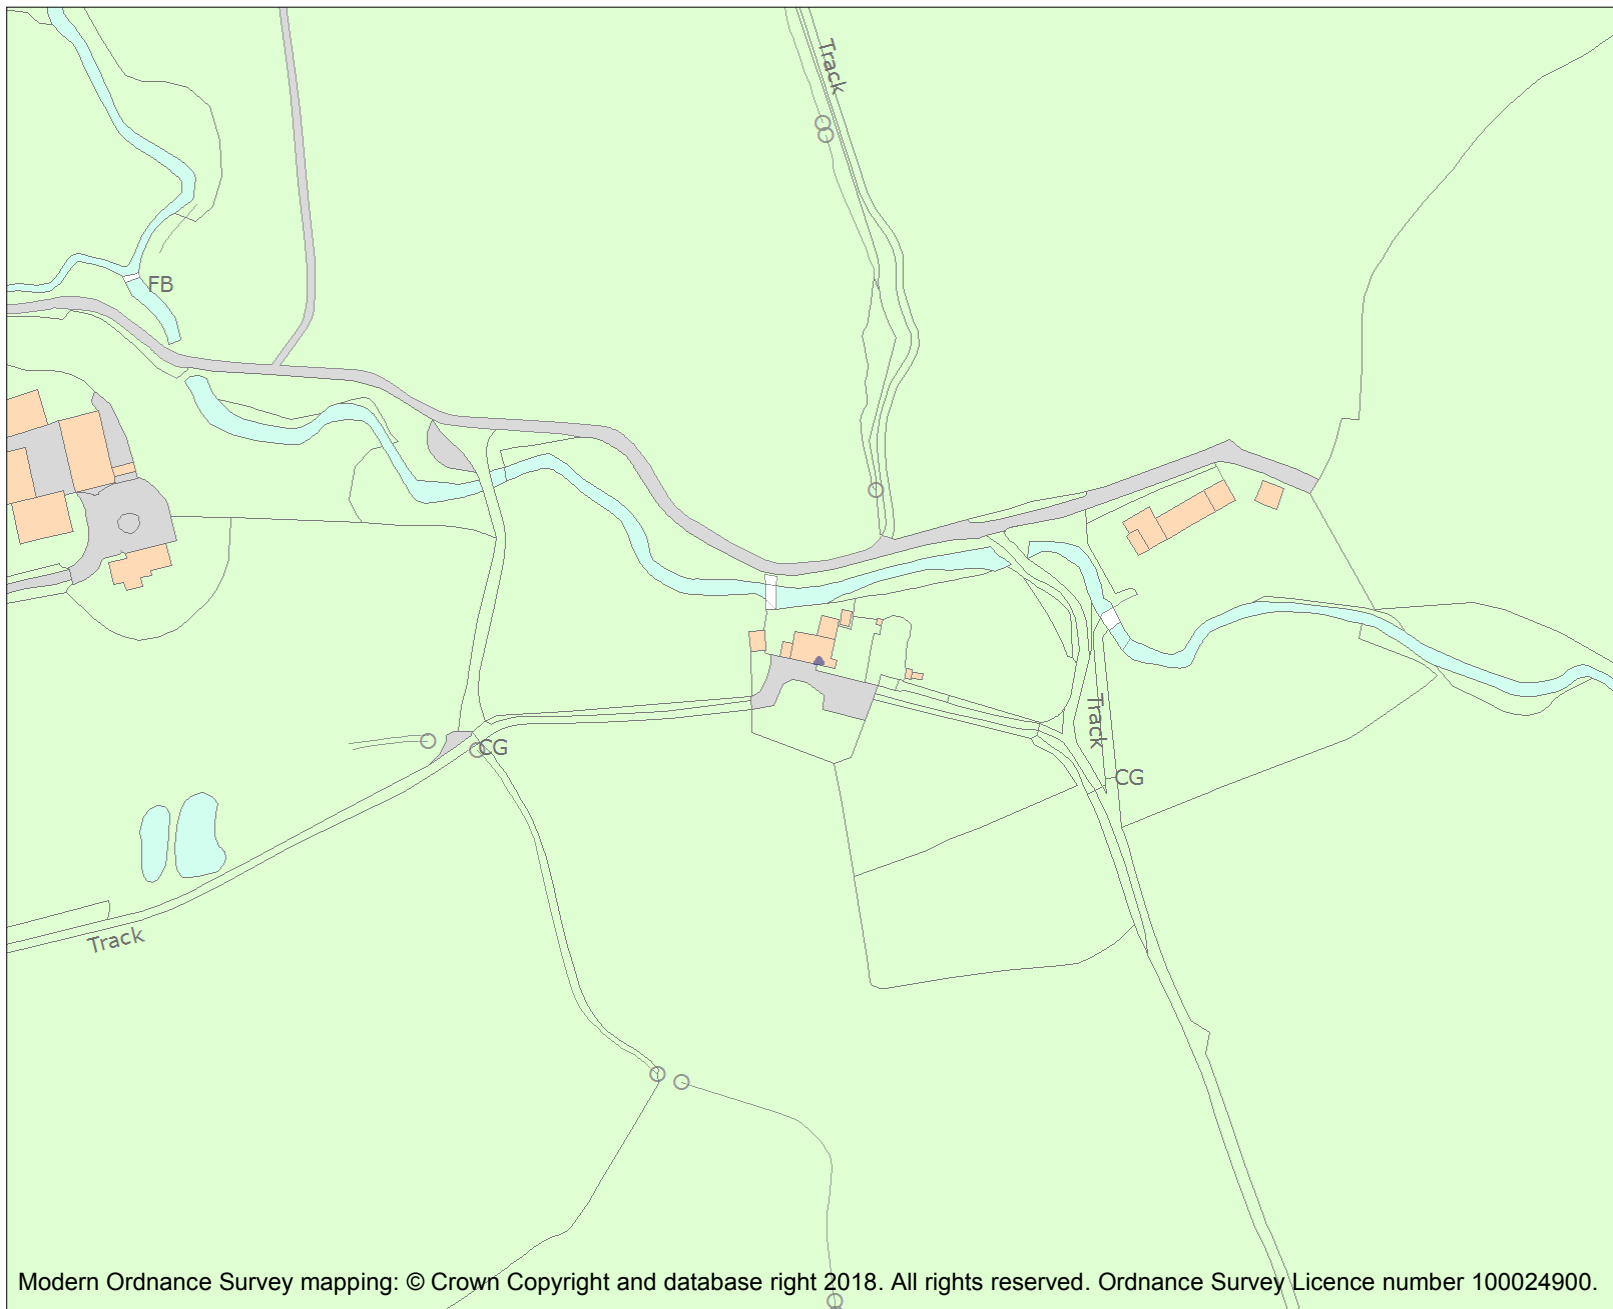 Track
FB
Track
CG
CG
Track
Modern Ordnance Survey mapping: © Crown Copyright and database right 2018. All rights reserved. Ordnance Survey Licence number 100024900.